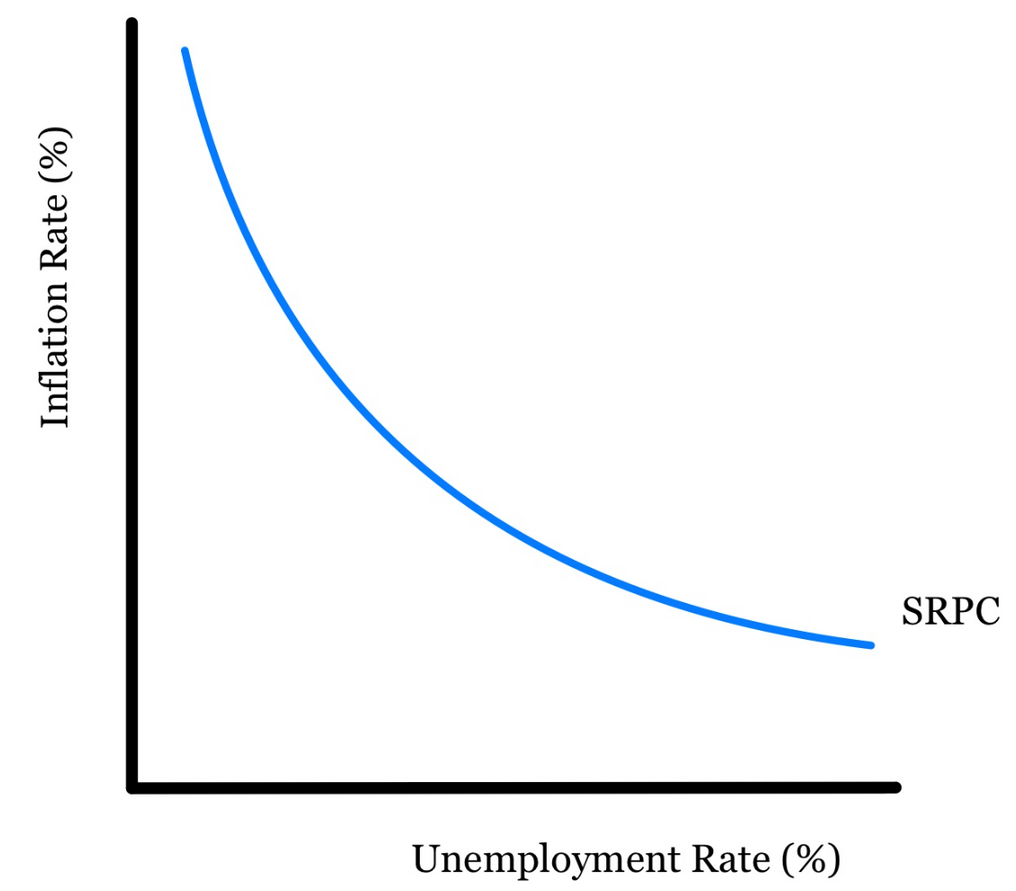 Inflation Rate (%)
SRPC
Unemployment Rate (%)